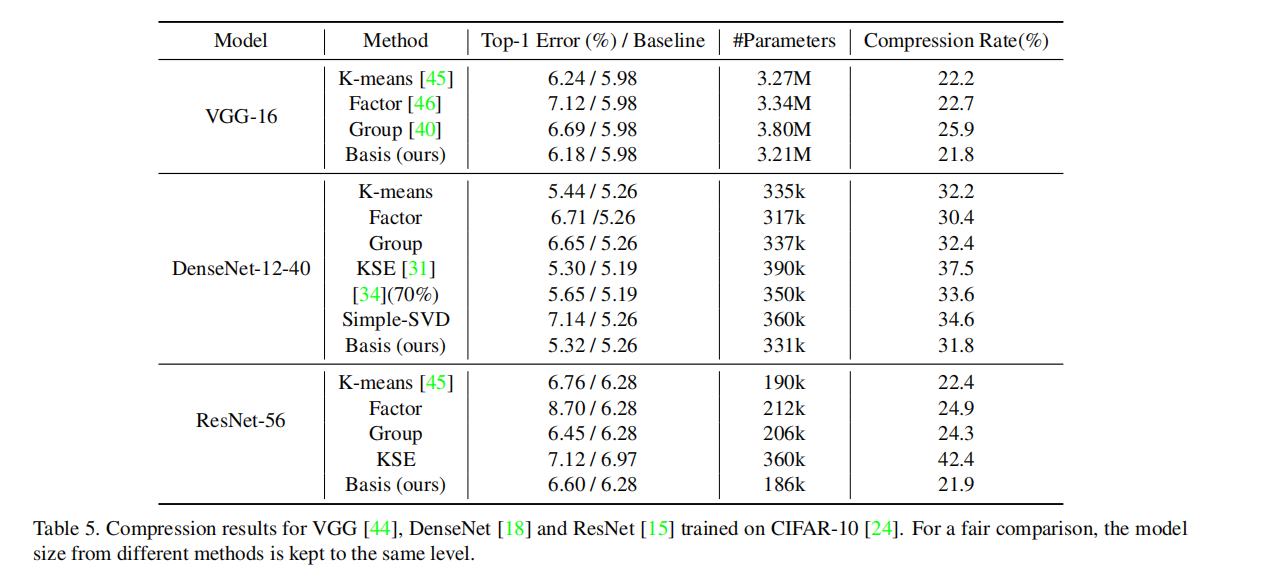 Model Method Top-1 Error (%) / Baseline #Parameters Compression Rate(%)
VGG-16
K-means [45] 6.24 / 5.98 3.27M 22.2
Factor [46] 7.12 / 5.98 3.34M 22.7
Group [40] 6.69 / 5.98 3.80M 25.9
Basis (ours) 6.18 / 5.98 3.21M 21.8
DenseNet-12-40
K-means 5.44 / 5.26 335k 32.2
Factor 6.71 /5.26 317k 30.4
Group 6.65 / 5.26 337k 32.4
KSE [31] 5.30 / 5.19 390k 37.5
[34](70%) 5.65 / 5.19 350k 33.6
Simple-SVD 7.14 / 5.26 360k 34.6
Basis (ours) 5.32 / 5.26 331k 31.8
ResNet-56
K-means [45] 6.76 / 6.28 190k 22.4
Factor 8.70 / 6.28 212k 24.9
Group 6.45 / 6.28 206k 24.3
KSE 7.12 / 6.97 360k 42.4
Basis (ours) 6.60 / 6.28 186k 21.9
Table 5. Compression results for VGG [44], DenseNet [18] and ResNet [15] trained on CIFAR-10 [24]. For a fair comparison, the model
size from different methods is kept to the same level.